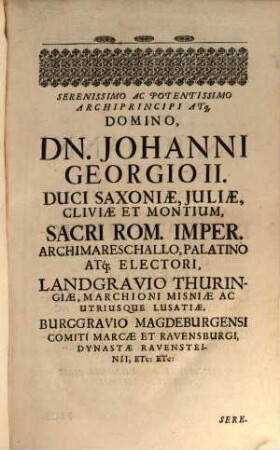 SERENISSIMO AC POTENTISSIMO
ARCHIPRINCIPI ATq;
DOMINO,
DN. JOHANNI
GEORGIO II.
DUCI SAXONIÆ, JULIÆ,
CLIVIÆ ET MONTIUM,
SACRI ROM. IMPER.
ARCHIMARESCHALLO, PALATINO
ATq; ELECTORI,
LANDGRAVIO THURIN-
GIÆ, MARCHIONI MISNIÆ AC
UTRIUSQUE LUSATIÆ,
BURGGRAVIO MAGDEBURGENSI
COMITI MARCÆ ET RAVENSBURGI,
DYNASTÆ RAVENSTEI-
NII, ETc: ETc:
SERE-